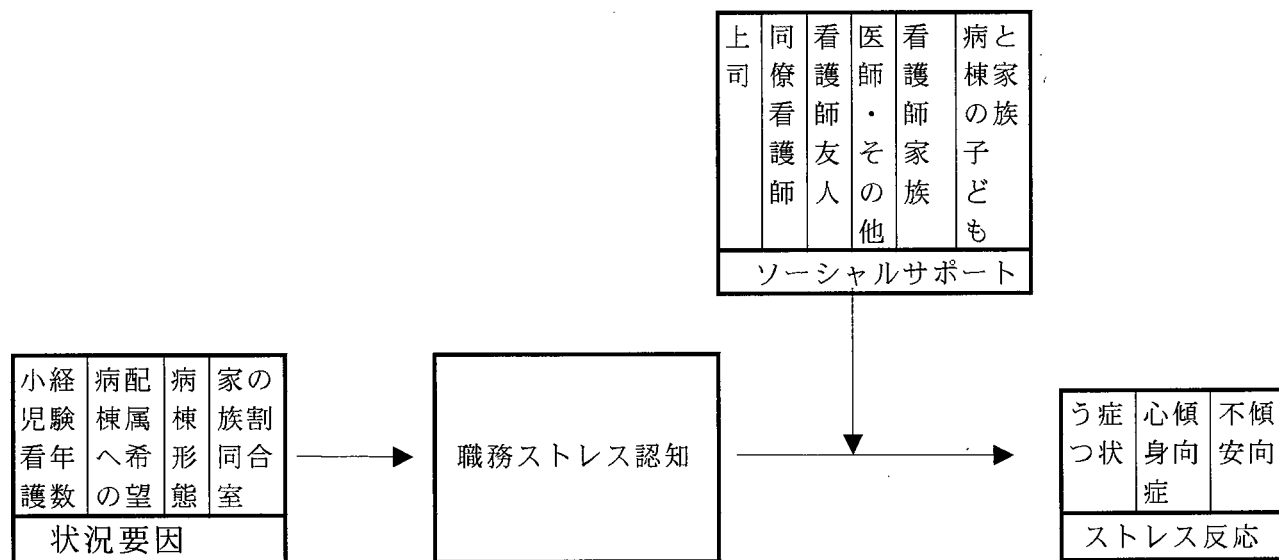 上司
同僚看護師
看護師友人
医師・その他
看護師家族
病棟の子ども
と家族
ソーシャルサポート
小児看護
経験年数
病棟への
配属希望
病棟形態
家族同室
の割合
状況要因
職務ストレス認知
うつ
症状
心身症
傾向
不安
傾向
ストレス反応